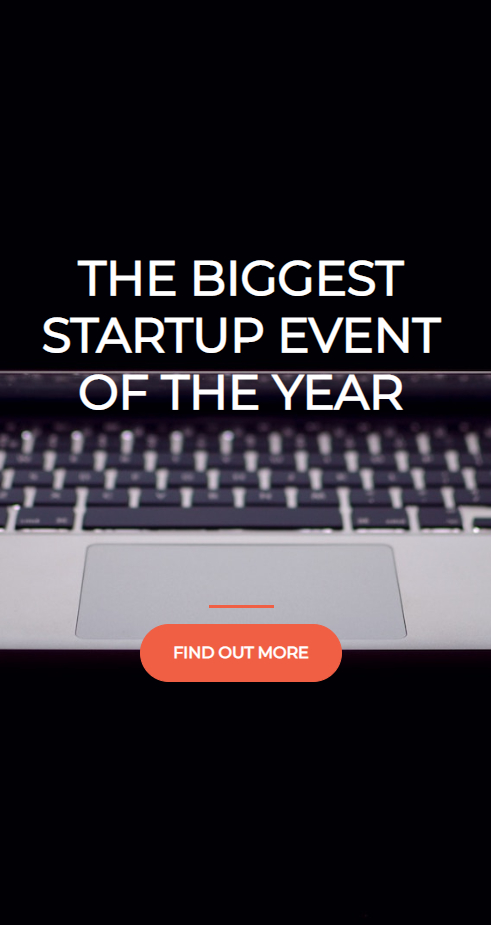 THE BIGGEST
STARTUP EVENT
OF THE YEAR
FIND OUT MORE